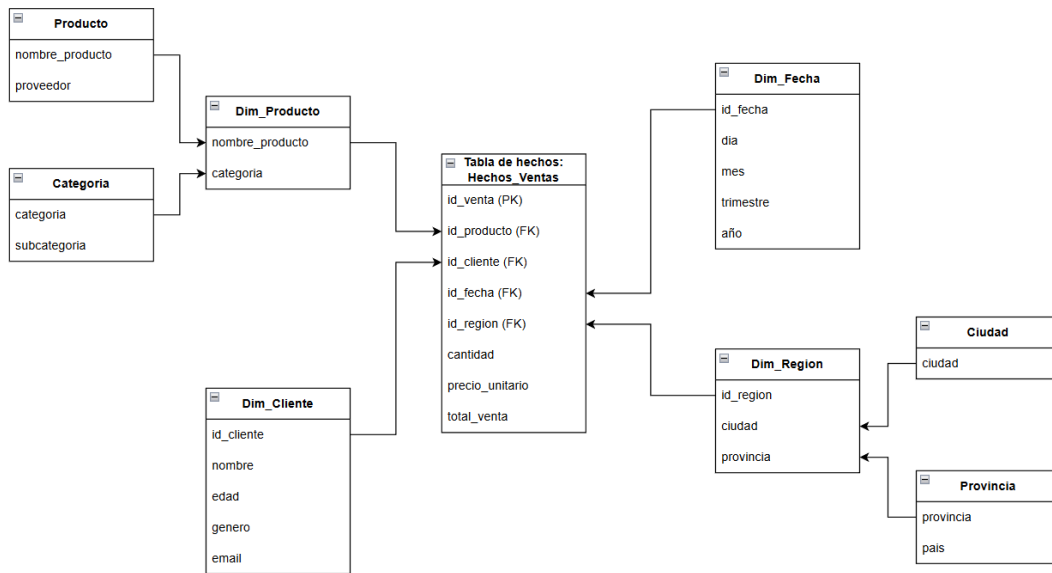 Producto
nombre_producto
proveedor
Categoria
categoria
subcategoria
Dim_Producto
nombre_producto
categoria
Dim_Cliente
id_cliente
nombre
edad
genero
email
Tabla de hechos:
Hechos_Ventas
id_venta (PK)
id_producto (FK)
id_cliente (FK)
id_fecha (FK)
id_region (FK)
cantidad
precio_unitario
total_venta
Dim_Fecha
id_fecha
dia
mes
trimestre
año
Dim_Region
id_region
ciudad
provincia
Ciudad
ciudad
Provincia
provincia
pais